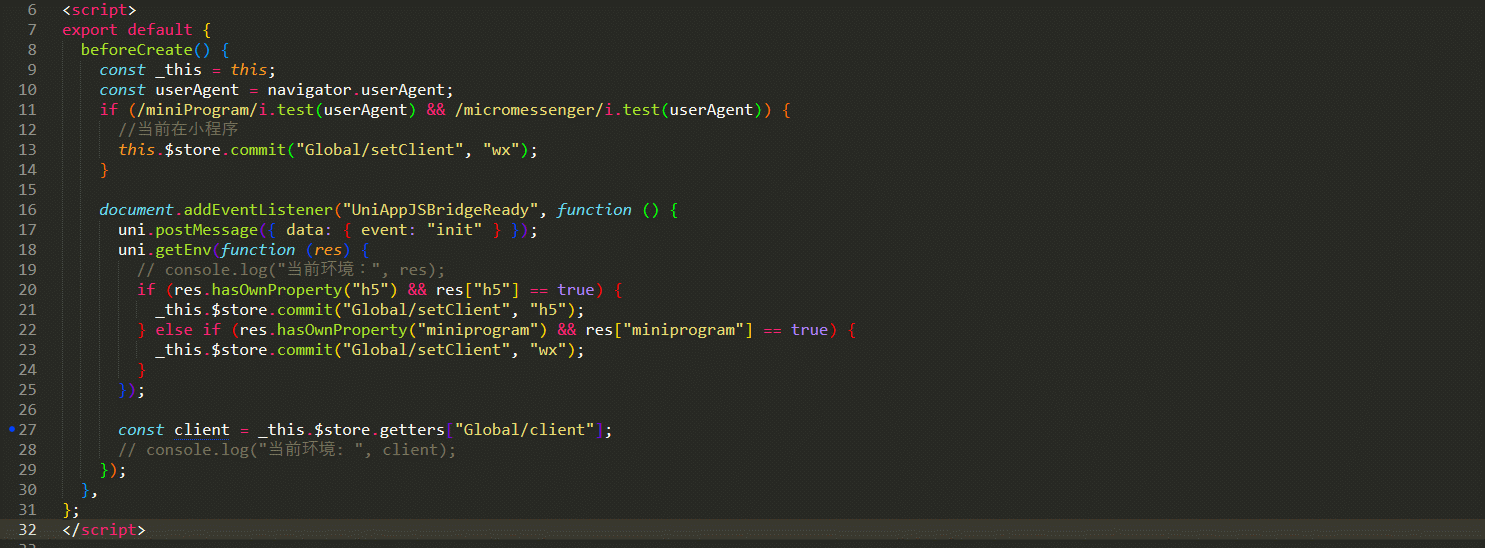 6 <script>
7 export default {
8 beforeCreate() {
9 const _this = this;
10 const userAgent = navigator.userAgent;
11 if (/miniProgram/i.test(userAgent) && /micromessenger/i.test(userAgent)) {
12 //当前在小程序
13 this.$store.commit("Global/setClient", "wx");
14 }
15
16 document.addEventListener("UniAppJSBridgeReady", function () {
17 uni.postMessage({ data: { event: "init" } });
18 uni.getEnv(function (res) {
19 // console.log("当前环境：", res);
20 if (res.hasOwnProperty("h5") && res["h5"] == true) {
21 _this.$store.commit("Global/setClient", "h5");
22 } else if (res.hasOwnProperty("miniprogram") && res["miniprogram"] == true) {
23 _this.$store.commit("Global/setClient", "wx");
24 }
25 });
26
27 const client = _this.$store.getters["Global/client"];
28 // console.log("当前环境: ", client);
29 });
30 },
31 };
32 </script>